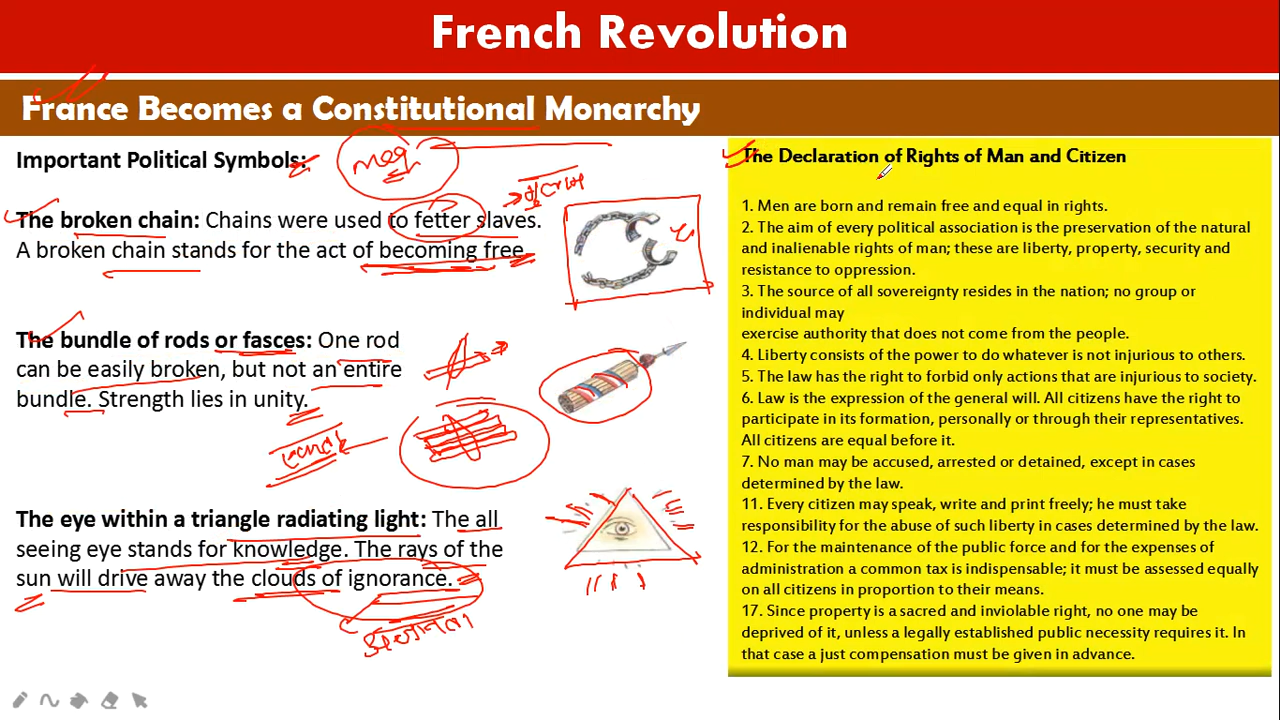 French Revolution
France Becomes a Constitutional Monarchy
Important Political Symbols:
The broken chain: Chains were used to fetter slaves.
A broken chain stands for the act of becoming free.
The bundle of rods or fasces: One rod
can be easily broken, but not an entire
bundle. Strength lies in unity.
एकता
The eye within a triangle radiating light: The all
seeing eye stands for knowledge. The rays of the
sun will drive away the clouds of ignorance.
अज्ञानता
The Declaration of Rights of Man and Citizen
1. Men are born and remain free and equal in rights.
2. The aim of every political association is the preservation of the natural
and inalienable rights of man; these are liberty, property, security and
resistance to oppression.
3. The source of all sovereignty resides in the nation; no group or
individual may
exercise authority that does not come from the people.
4. Liberty consists of the power to do whatever is not injurious to others.
5. The law has the right to forbid only actions that are injurious to society.
6. Law is the expression of the general will. All citizens have the right to
participate in its formation, personally or through their representatives.
All citizens are equal before it.
7. No man may be accused, arrested or detained, except in cases
determined by the law.
11. Every citizen may speak, write and print freely; he must take
responsibility for the abuse of such liberty in cases determined by the law.
12. For the maintenance of the public force and for the expenses of
administration a common tax is indispensable; it must be assessed equally
on all citizens in proportion to their means.
17. Since property is a sacred and inviolable right, no one may be
deprived of it, unless a legally established public necessity requires it. In
that case a just compensation must be given in advance.